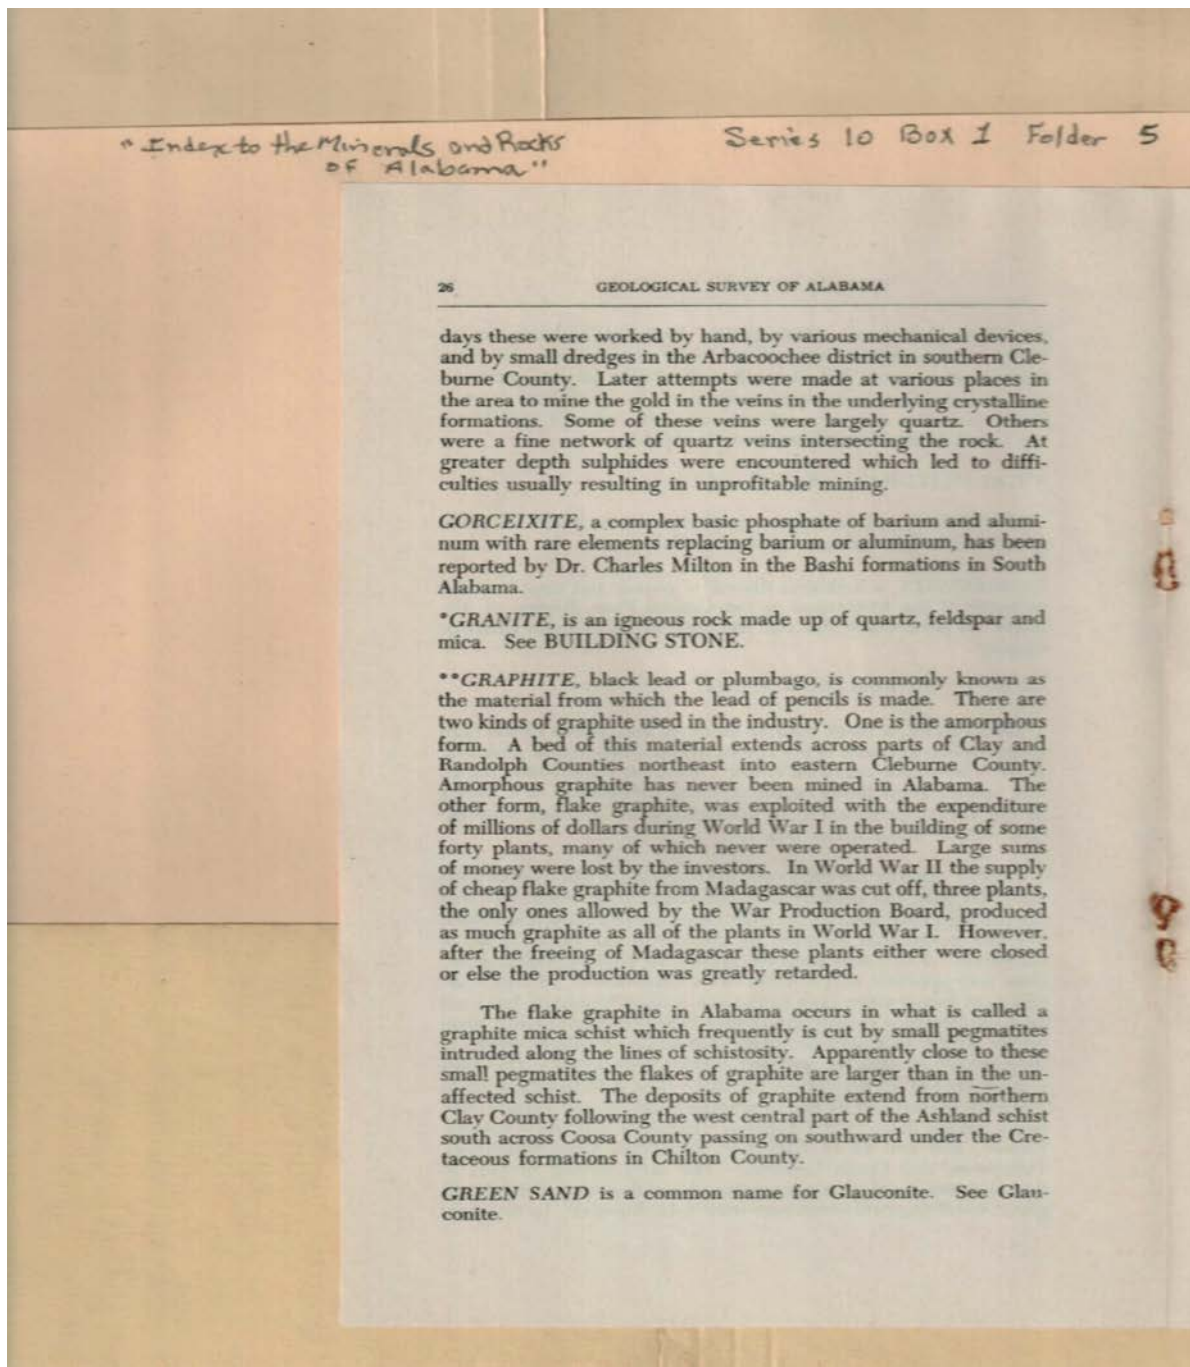 "Index to the Minerals and Rocks
of Alabama"
Series 10 Box 1 Folder 5
26
GEOLOGICAL SURVEY OF ALABAMA
days these were worked by hand, by various mechanical devices,
and by small dredges in the Arbacoochee district in southern Cle-
burne County. Later attempts were made at various places in
the area to mine the gold in the veins in the underlying crystalline
formations. Some of these veins were largely quartz. Others
were a fine network of quartz veins intersecting the rock. At
greater depth sulphides were encountered which led to diffi-
culties usually resulting in unprofitable mining.
GORCEIXITE, a complex basic phosphate of barium and alumi-
num with rare elements replacing barium or aluminum, has been
reported by Dr. Charles Milton in the Bashi formations in South
Alabama.
*GRANITE, is an igneous rock made up of quartz, feldspar and
mica. See BUILDING STONE.
**GRAPHITE, black lead or plumbago, is commonly known as
the material from which the lead of pencils is made. There are
two kinds of graphite used in the industry. One is the amorphous
form. A bed of this material extends across parts of Clay and
Randolph Counties northeast into eastern Cleburne County.
Amorphous graphite has never been mined in Alabama. The
other form, flake graphite, was exploited with the expenditure
of millions of dollars during World War I in the building of some
forty plants, many of which never were operated. Large sums
of money were lost by the investors. In World War II the supply
of cheap flake graphite from Madagascar was cut off, three plants,
the only ones allowed by the War Production Board, produced
as much graphite as all of the plants in World War I. However,
after the freeing of Madagascar these plants either were closed
or else the production was greatly retarded.
The flake graphite in Alabama occurs in what is called a
graphite mica schist which frequently is cut by small pegmatites
intruded along the lines of schistosity. Apparently close to these
small pegmatites the flakes of graphite are larger than in the un-
affected schist. The deposits of graphite extend from northern
Clay County following the west central part of the Ashland schist
south across Coosa County passing on southward under the Cre-
taceous formations in Chilton County.
GREEN SAND is a common name for Glauconite. See Glau-
conite.